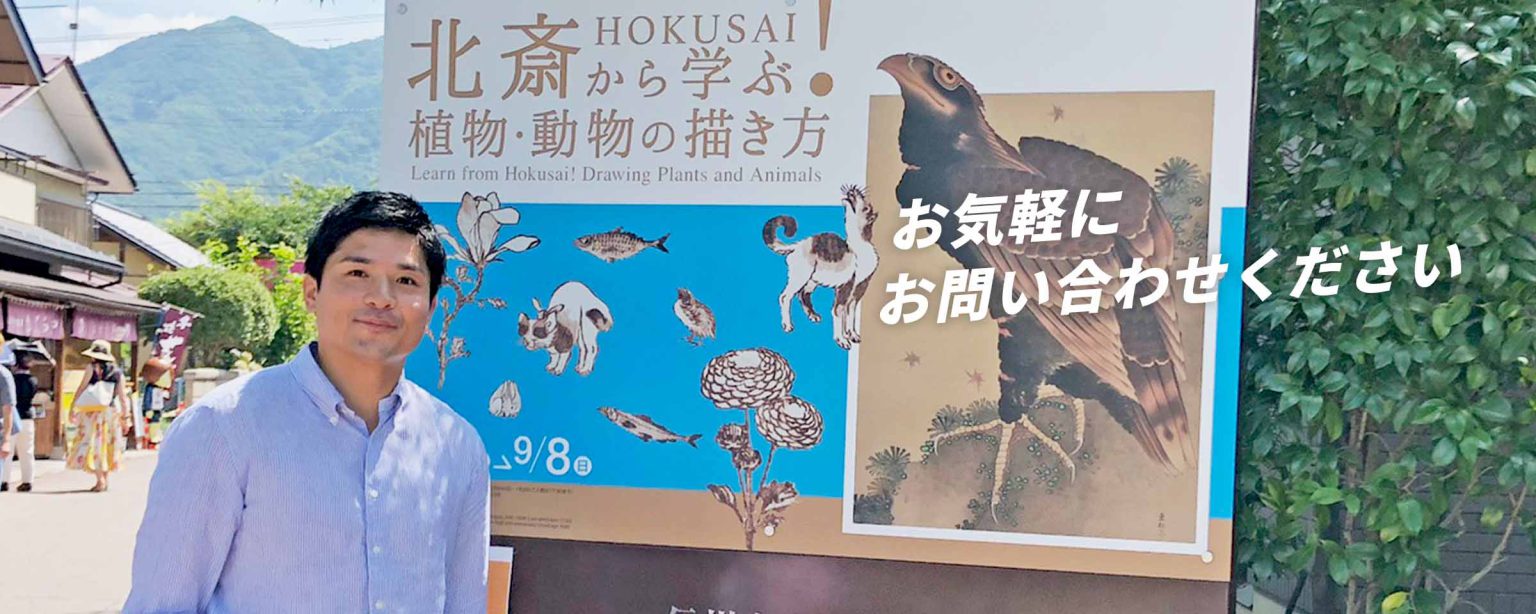 北斎
HOKUSAI
から学ぶ!
植物・動物の描き方
Learn from Hokusai! Drawing Plants and Animals
お気軽に
お問い合わせください
9/8日